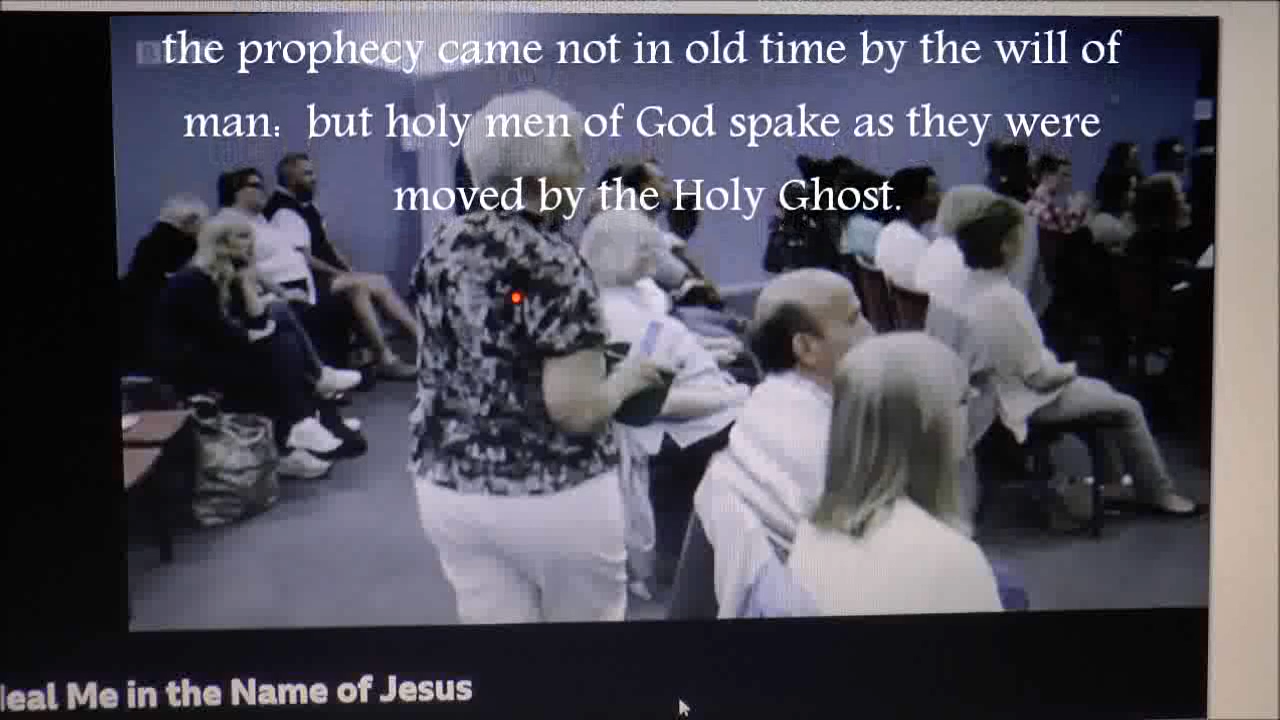 the prophecy came not in old time by the will of
man: but holy men of God spake as they were
moved by the Holy Ghost.
eal Me in the Name of Jesus